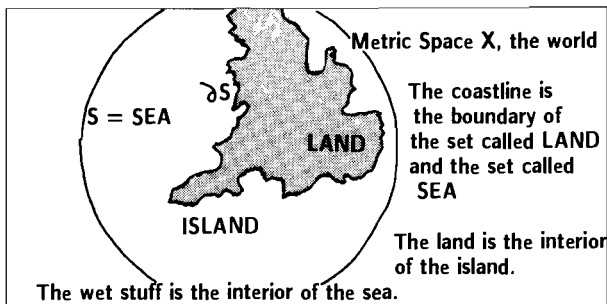 Metric Space X, the world
∂S
S = SEA
The coastline is
the boundary of
the set called LAND
and the set called
SEA
LAND
ISLAND
The land is the interior
of the island.
The wet stuff is the interior of the sea.